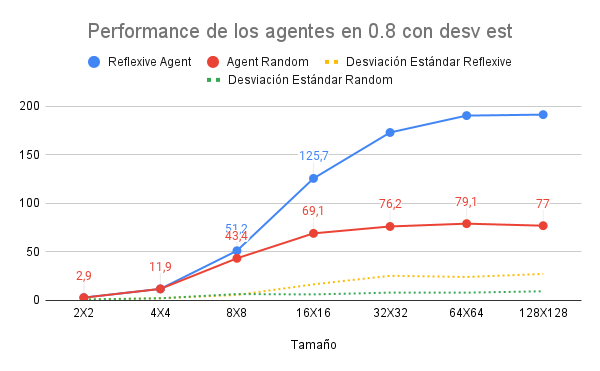 Performance de los agentes en 0.8 con desv est
Reflexive Agent Agent Random Desviación Estándar Reflexive
Desviación Estándar Random
200
150
100
50
0
125,7
51,2
2,9
11,9
43,4
69,1
76,2
79,1
77
2X2 4X4 8X8 16X16 32X32 64X64 128X128
Tamaño